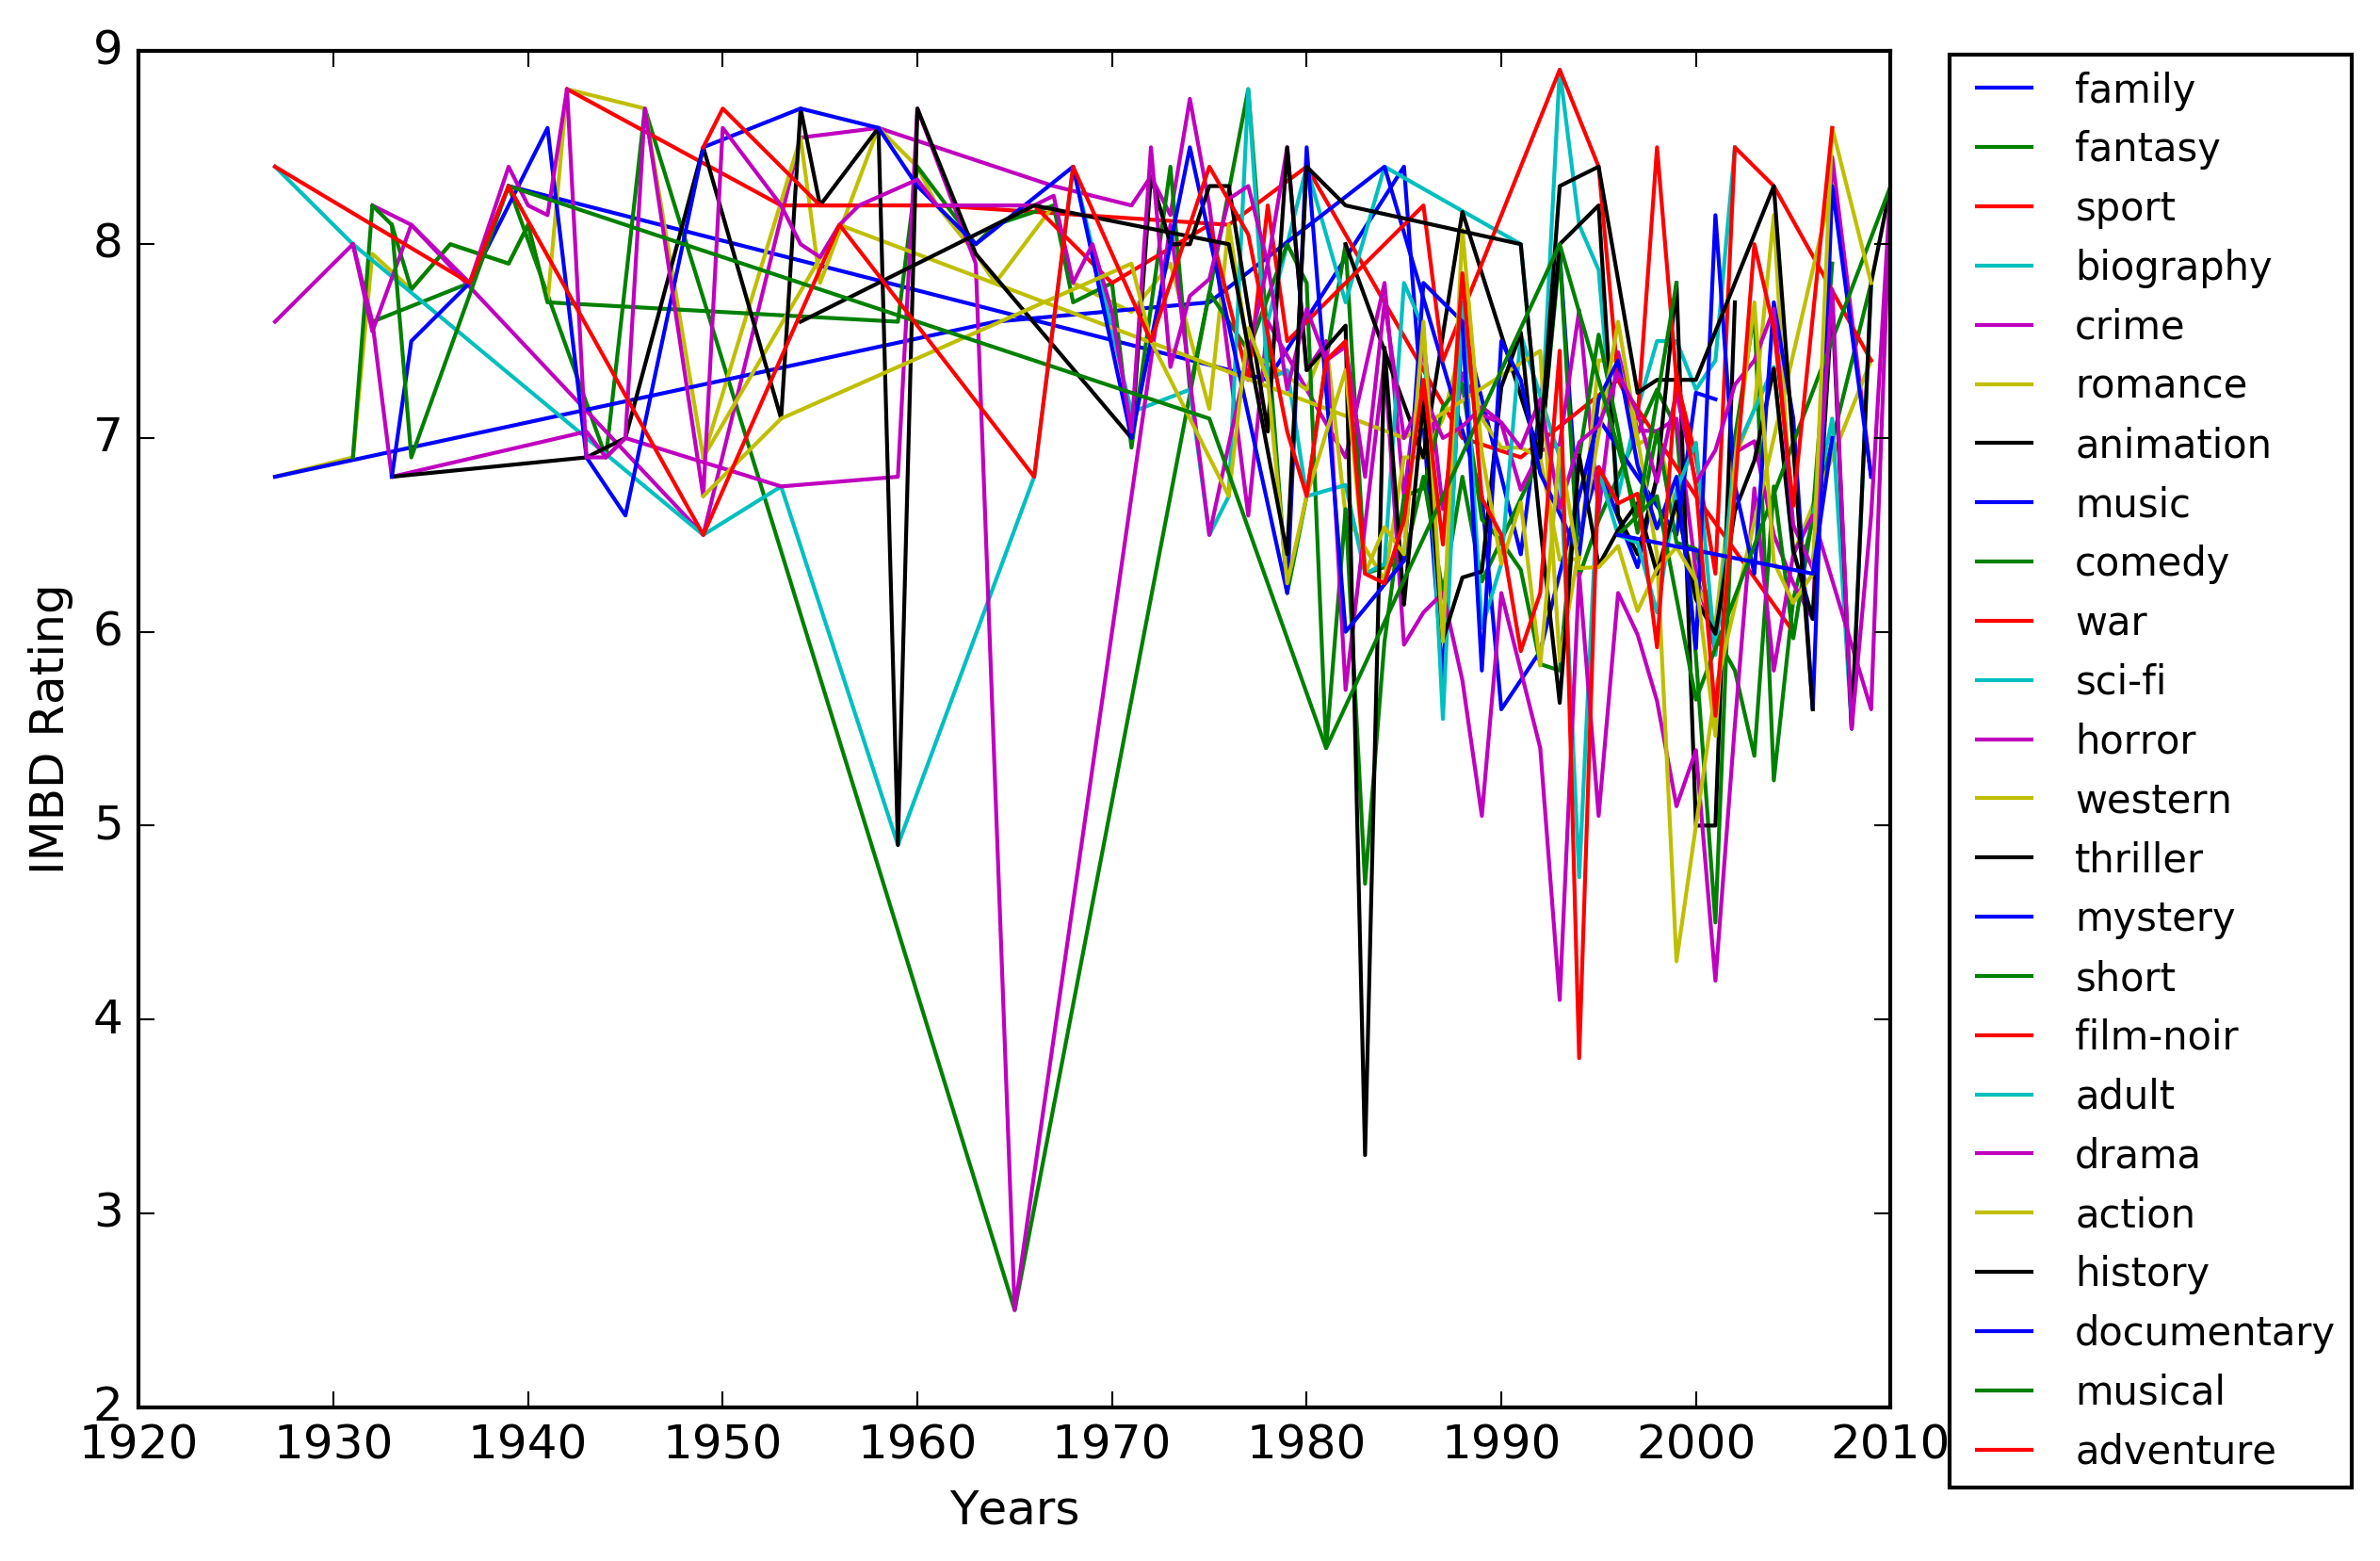 9
8
7
6
5
4
3
2
IMBD Rating
1920 1930 1940 1950 1960 1970 1980 1990 2000 2010
Years
family
fantasy
sport
biography
crime
romance
animation
music
comedy
war
sci-fi
horror
western
thriller
mystery
short
film-noir
adult
drama
action
history
documentary
musical
adventure